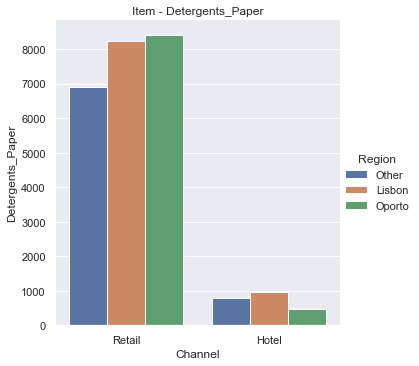 Item - Detergents_Paper
Detergents_Paper
8000
7000
6000
5000
4000
3000
2000
1000
0
Retail
Hotel
Channel
Region
Other
Lisbon
Oporto